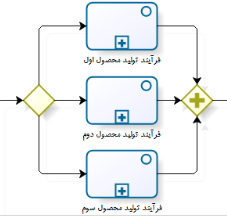 فرآیند تولید محصول اول
فرآیند تولید محصول دوم
فرآیند تولید محصول سوم